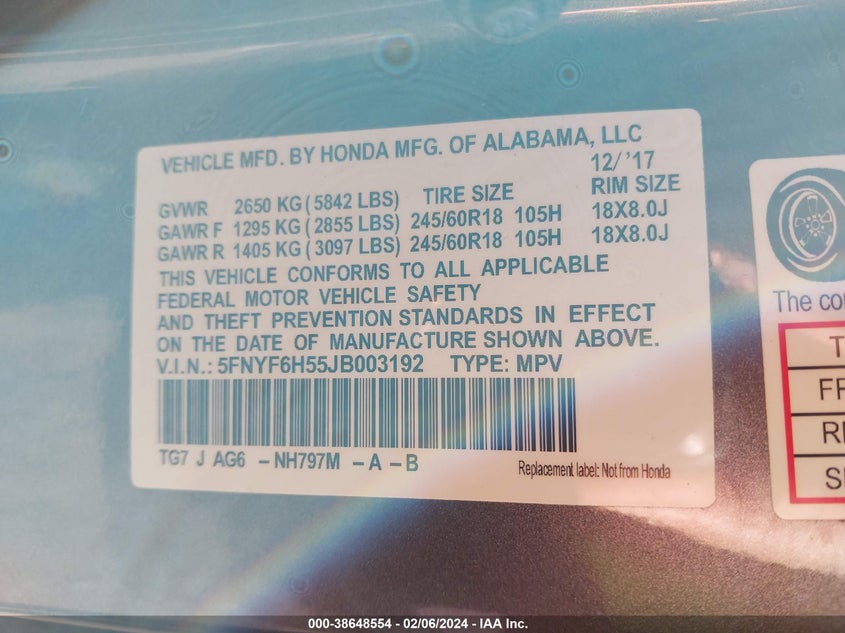 VEHICLE MFD. BY HONDA MFG. OF ALABAMA, LLC
12/ '17
GVWR 2650 KG ( 5842 LBS) TIRE SIZE RIM SIZE
GAWR F 1295 KG ( 2855 LBS) 245/60R18 105H 18X8.0J
GAWR R 1405 KG ( 3097 LBS) 245/60R18 105H 18X8.0J
THIS VEHICLE CONFORMS TO ALL APPLICABLE
FEDERAL MOTOR VEHICLE SAFETY
AND THEFT PREVENTION STANDARDS IN EFFECT
ON THE DATE OF MANUFACTURE SHOWN ABOVE.
V.I.N.: 5FNYF6H55JB003192 TYPE: MPV
TG7 J AG6 –NH797M –A –B
Replacement label: Not from Honda
The
000-38648554 - 02/06/2024 - IAA Inc.